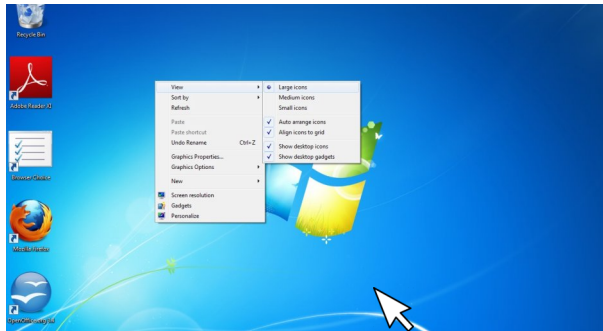 Recycle Bin
Adobe Reader XI
Browser Choice
Mozilla Firefox
View
Sort by
Refresh
Paste
Paste shortcut
Undo Rename Ctrl+Z
Graphics Properties...
Graphics Options
New
Screen resolution
Gadgets
Personalize
Large icons
Medium icons
Small icons
Auto arrange icons
Align icons to grid
Show desktop icons
Show desktop gadgets